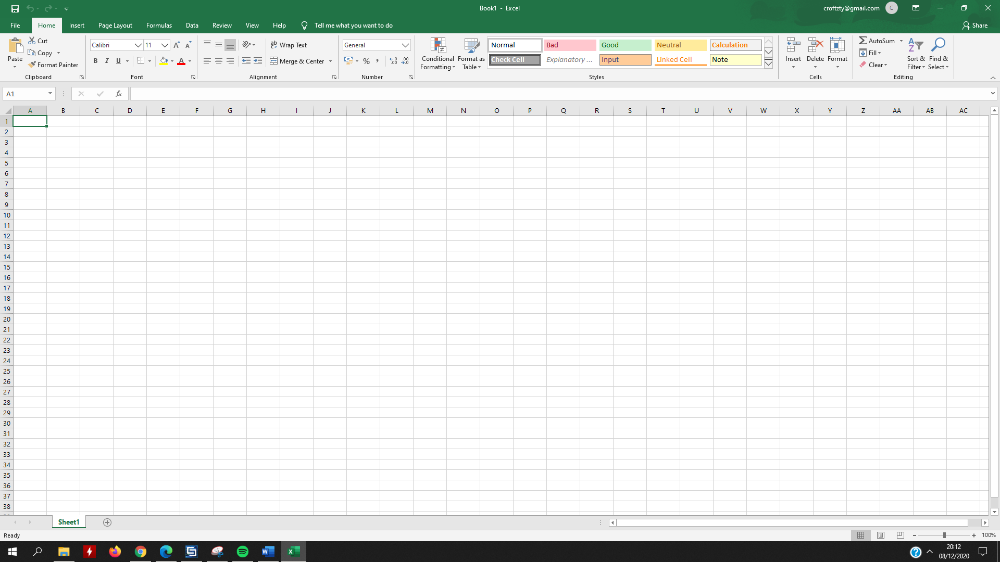 Book1 - Excel
croftzty@gmail.com C
File Home Insert Page Layout Formulas Data Review View Help Tell me what you want to do Share
Paste
Cut
Copy
Format Painter
Clipboard
Calibri 11
B I U
Font
Wrap Text
Merge & Center
Alignment
General
Number
Conditional Formatting
Format as Table
Normal Bad Good Neutral Calculation
Check Cell Explanatory ... Input Linked Cell Note
Styles
Insert Delete Format
Cells
AutoSum
Fill
Clear
Sort & Filter
Find & Select
Editing
A1 fx
A B C D E F G H I J K L M N O P Q R S T U V W X Y Z AA AB AC
1
2
3
4
5
6
7
8
9
10
11
12
13
14
15
16
17
18
19
20
21
22
23
24
25
26
27
28
29
30
31
32
33
34
35
36
37
38
Sheet1
Ready 100%
20:12
08/12/2020